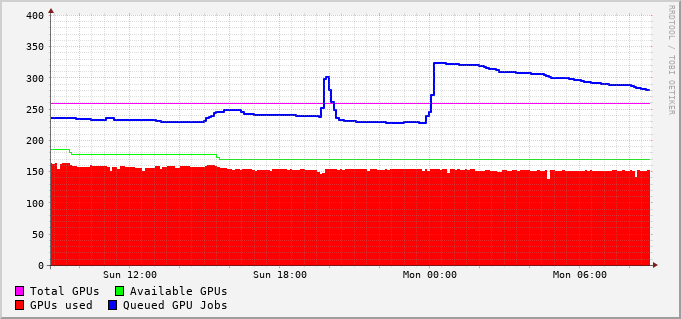 400
350
300
250
200
150
100
50
0
Sun 12:00 Sun 18:00 Mon 00:00 Mon 06:00
Total GPUs Available GPUs
GPUs used Queued GPU Jobs
RRDTOOL / TOBI OETIKER